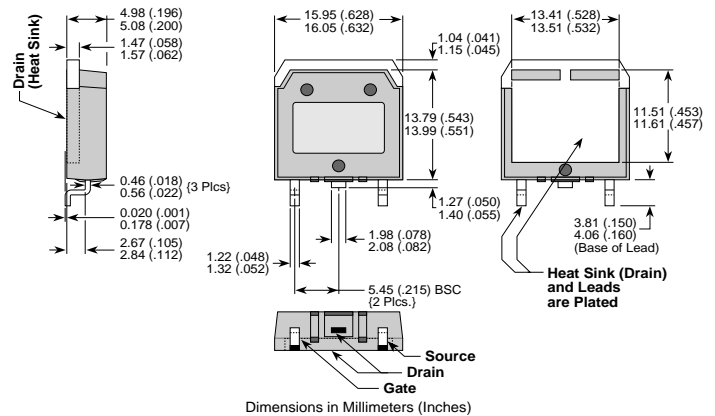 4.98 (.196)
5.08 (.200)
1.47 (.058)
1.57 (.062)
Drain
(Heat Sink)
15.95 (.628)
16.05 (.632)
1.04 (.041)
1.15 (.045)
13.41 (.528)
13.51 (.532)
13.79 (.543)
13.99 (.551)
11.51 (.453)
11.61 (.457)
0.46 (.018)
0.56 (.022) {3 Plcs}
0.020 (.001)
0.178 (.007)
2.67 (.105)
2.84 (.112)
1.27 (.050)
1.40 (.055)
1.98 (.078)
2.08 (.082)
1.22 (.048)
1.32 (.052)
3.81 (.150)
4.06 (.160)
(Base of Lead)
5.45 (.215) BSC
{2 Plcs.}
Heat Sink (Drain)
and Leads
are Plated
Source
Drain
Gate
Dimensions in Millimeters (Inches)